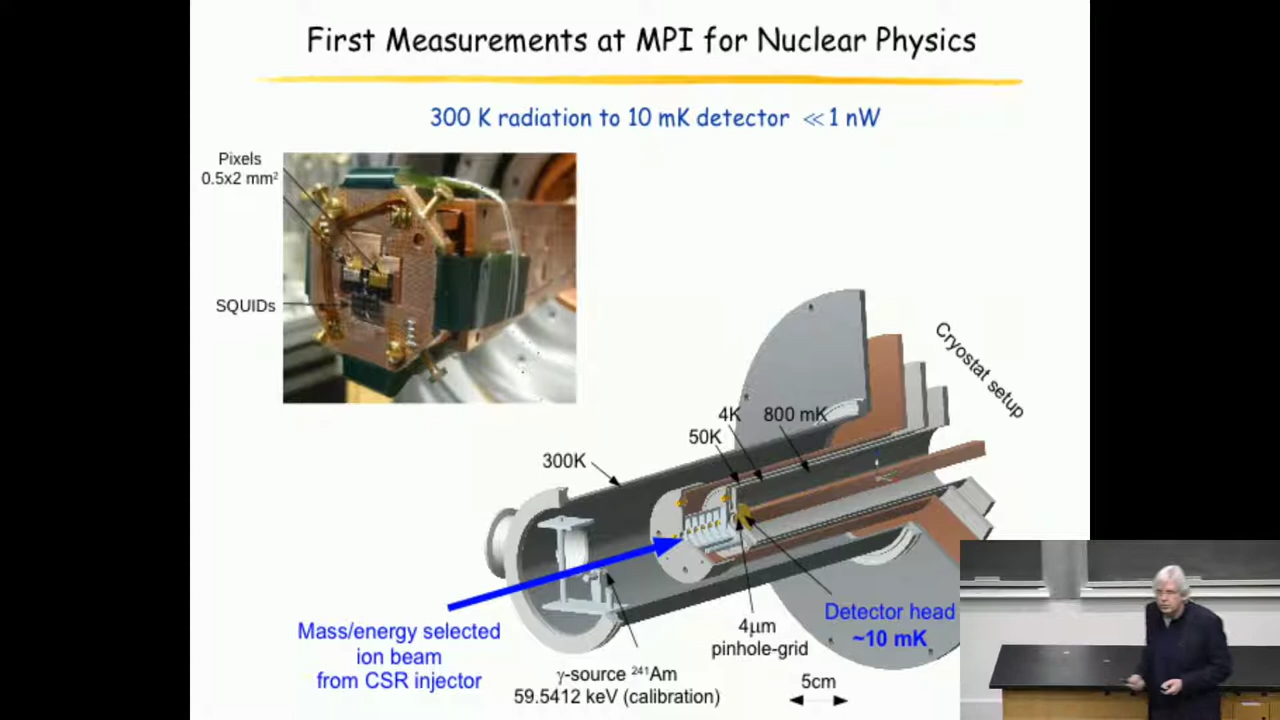 First Measurements at MPI for Nuclear Physics
300 K radiation to 10 mK detector ≪ 1 nW
Pixels
0.5x2 mm²
SQUIDs
Cryostat setup
4K
800 mK
50K
300K
Mass/energy selected
ion beam
from CSR injector
γ-source ²⁴¹Am
59.5412 keV (calibration)
4μm
pinhole-grid
Detector head
~10 mK
5cm